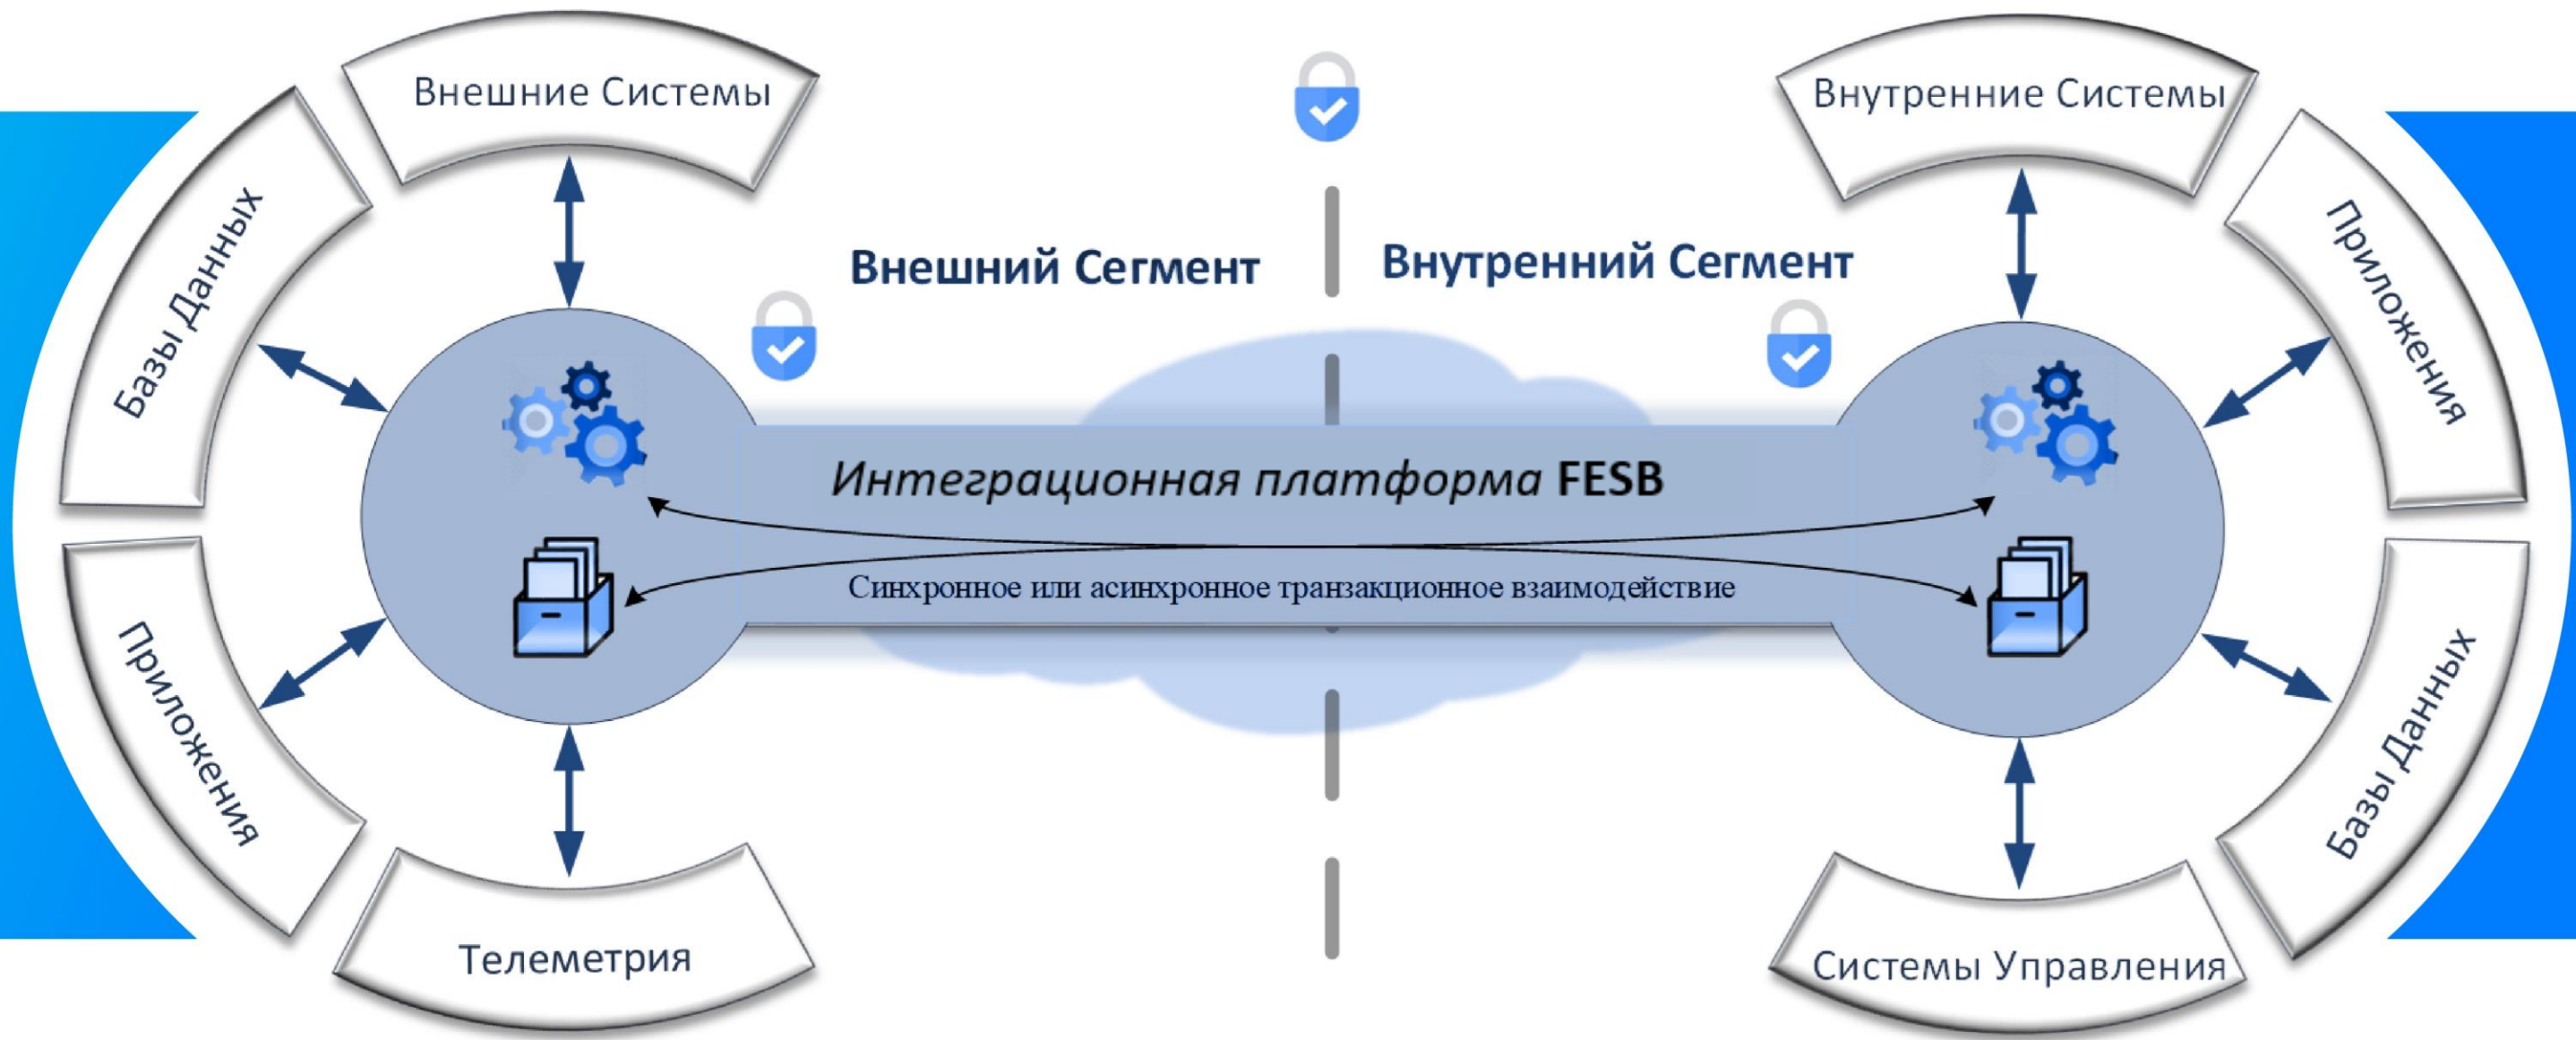 Внешние Системы
Внутренние Системы
Базы Данных
Приложения
Внешний Сегмент
Внутренний Сегмент
Интеграционная платформа FESB
Синхронное или асинхронное транзакционное взаимодействие
Приложения
Базы Данных
Телеметрия
Системы Управления